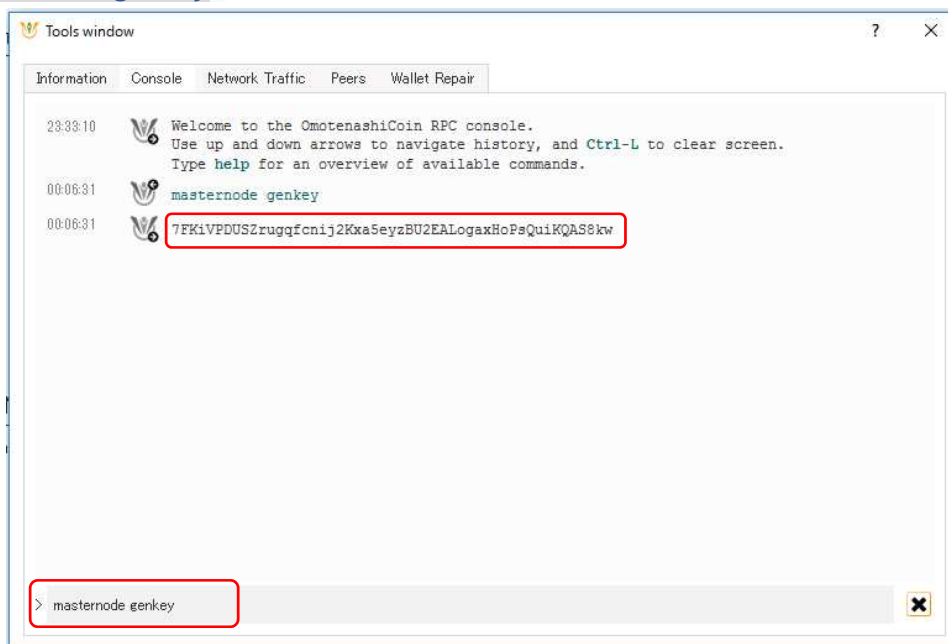 Tools window
Information Console Network Traffic Peers Wallet Repair
23:33:10 Welcome to the OmotenashiCoin RPC console.
Use up and down arrows to navigate history, and Ctrl-L to clear screen.
Type help for an overview of available commands.
00:06:31 masternode genkey
00:06:31 7FKiVPDUSZrugqfcnij2Kxa5eyzBU2EALogaxHoPsQuiKQAS8kw
> masternode genkey